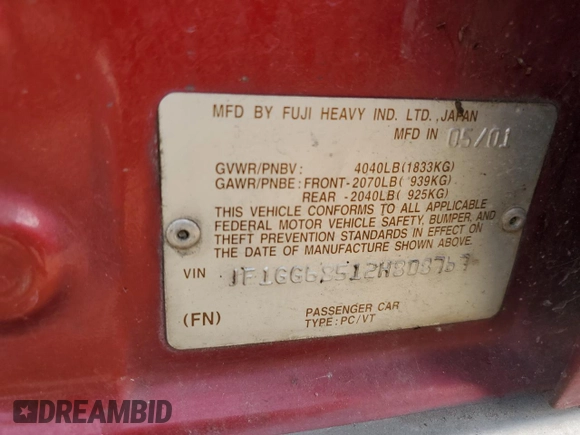 MFD BY FUJI HEAVY IND. LTD., JAPAN
MFD IN 05/01
GVWR/PNBV: 4040LB(1833KG)
GAWR/PNBE: FRONT-2070LB( 939KG)
REAR -2040LB( 925KG)
THIS VEHICLE CONFORMS TO ALL APPLICABLE
FEDERAL MOTOR VEHICLE SAFETY, BUMPER, AND
THEFT PREVENTION STANDARDS IN EFFECT ON
THE DATE OF MANUFACTURE SHOWN ABOVE.
VIN
(FN) PASSENGER CAR
TYPE:PC/VT
DREAMBID